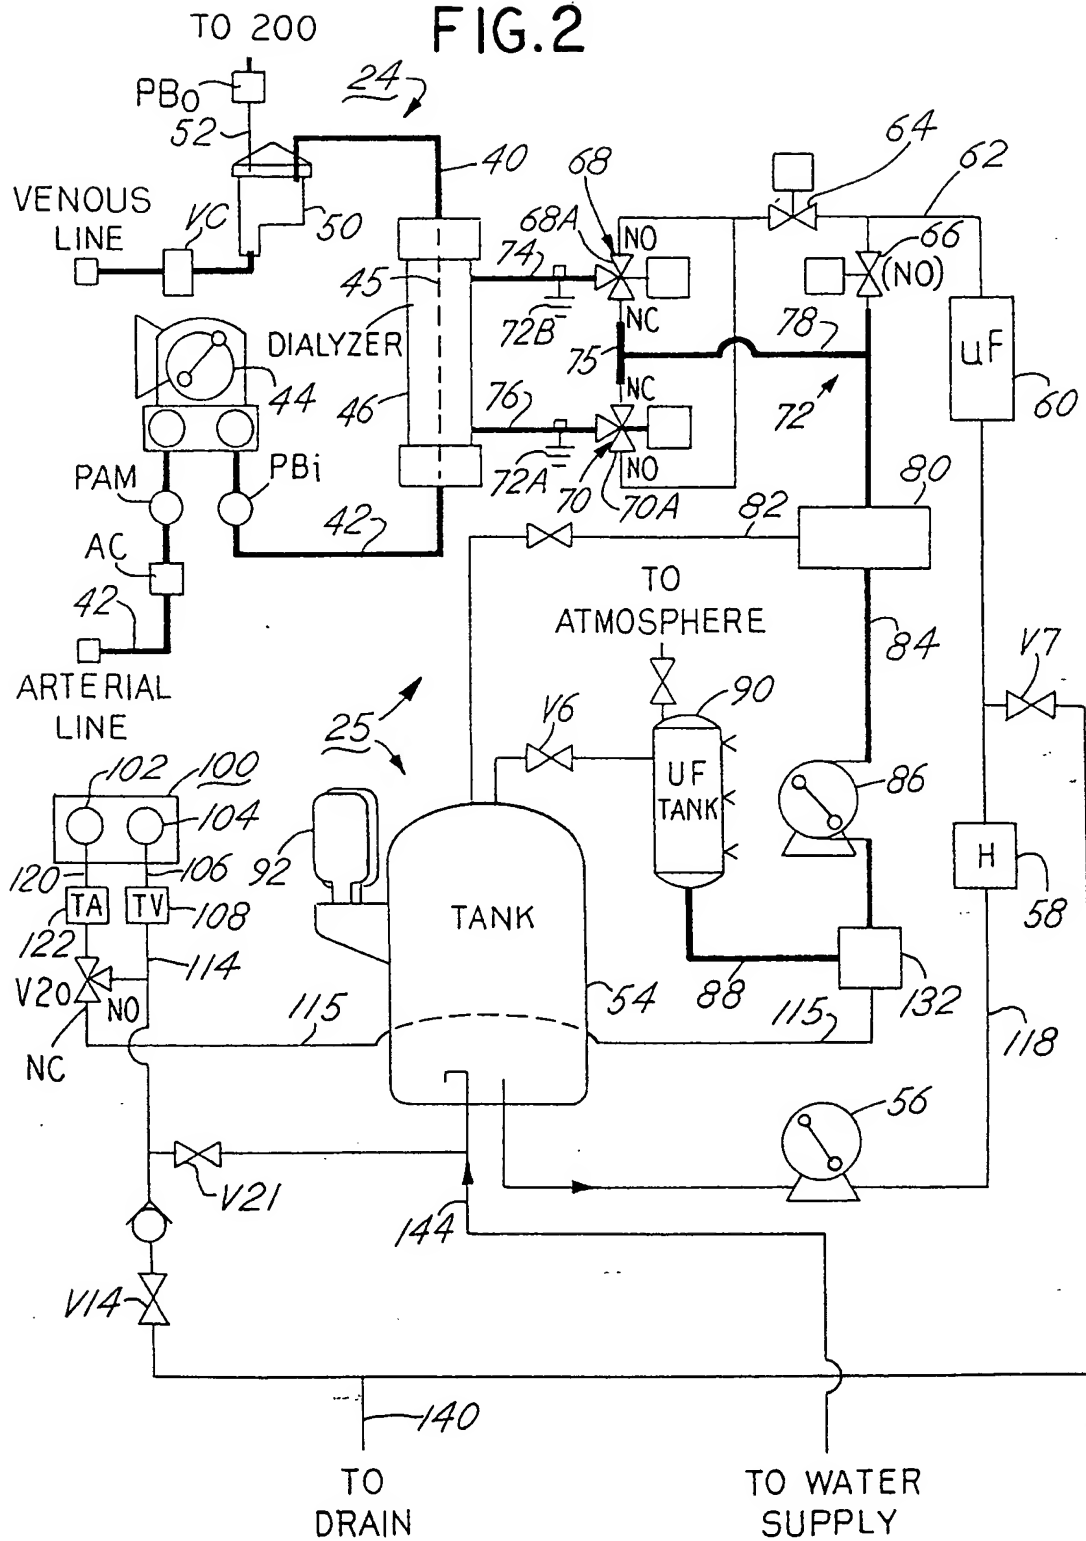 FIG.2
TO 200
PBo
24
52
40
68
64
62
VENOUS
LINE
VC
50
68A
NO
66
(NO)
74
45
72B
NC
75
78
uF
DIALYZER
44
46
76
NC
72
60
PAM
PBi
72A
NO
70
70A
80
82
42
AC
42
TO
ATMOSPHERE
84
V7
ARTERIAL
LINE
25
V6
90
102
100
UF
TANK
86
104
92
H
120
106
TA
TV
108
TANK
58
122
114
V20
NO
54
88
132
115
115
118
NC
56
V21
144
V14
140
TO
DRAIN
TO WATER
SUPPLY